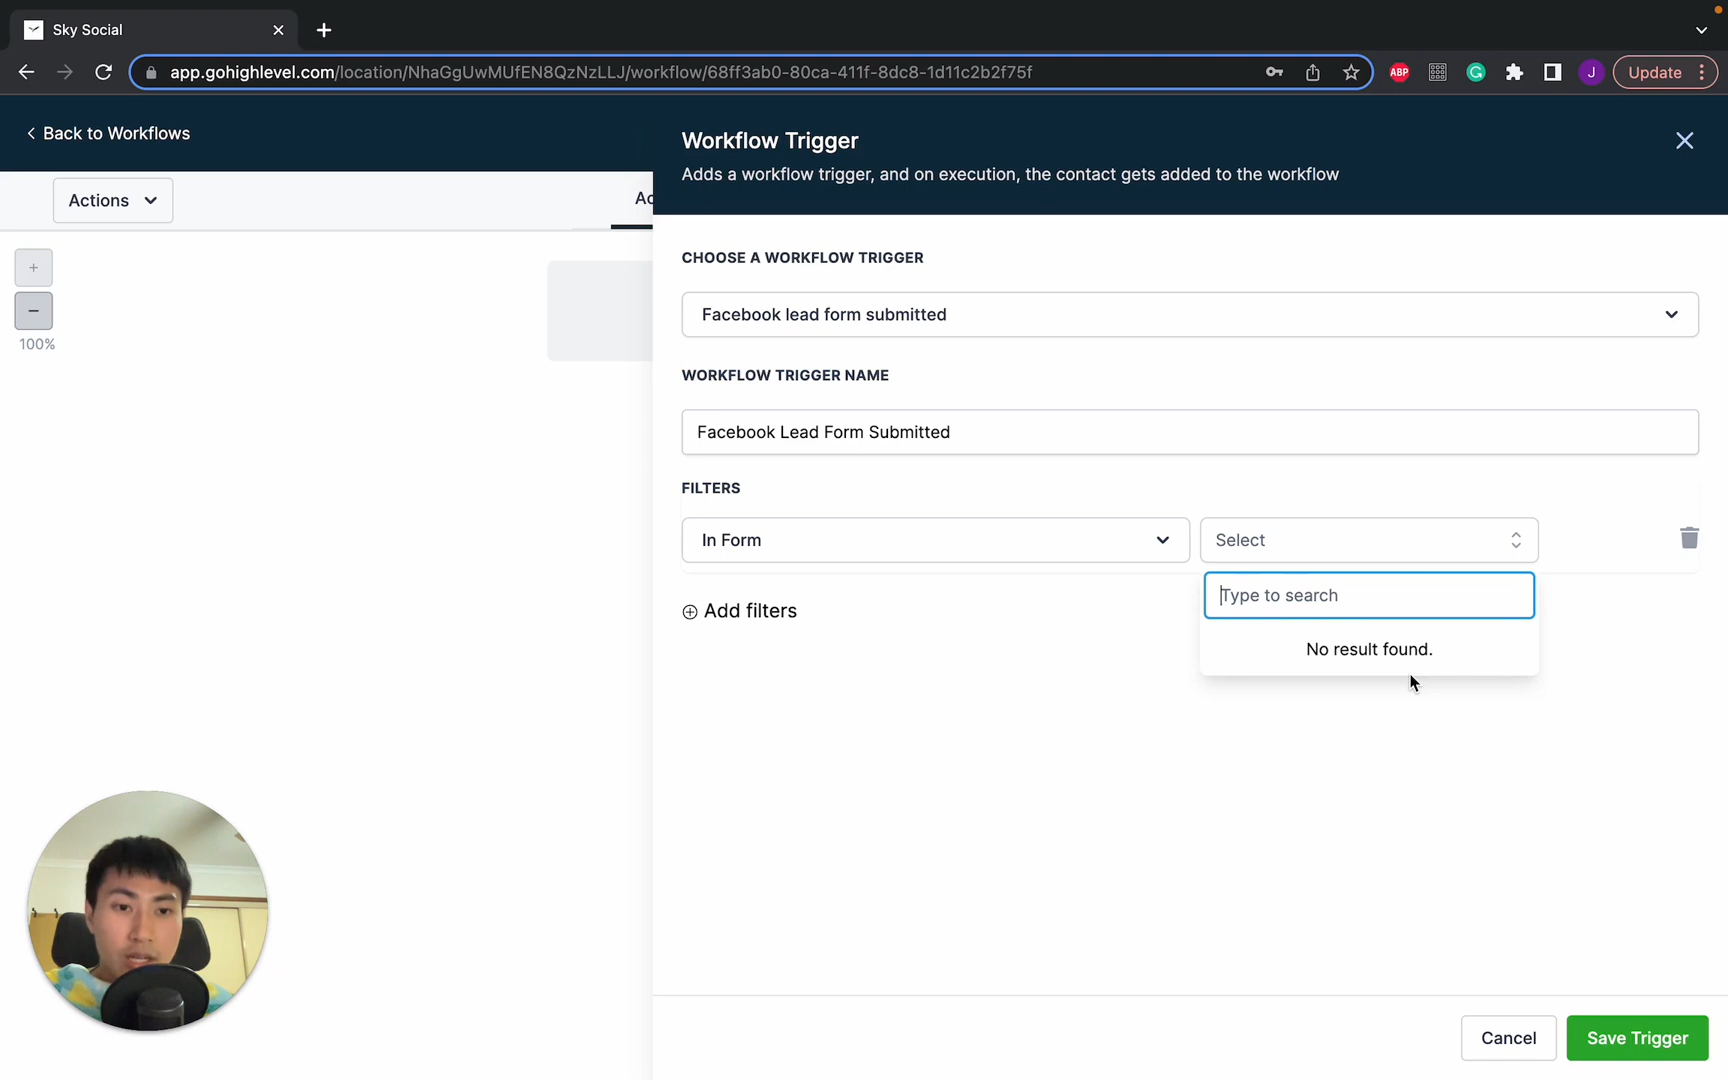 Sky Social
app.gohighlevel.com/location/NhaGgUwMUfEN8QzNzLLJ/workflow/68ff3ab0-80ca-411f-8dc8-1d11c2b2f75f
ABP
J
Update
Back to Workflows
Workflow Trigger
Adds a workflow trigger, and on execution, the contact gets added to the workflow
Actions
Ac
100%
CHOOSE A WORKFLOW TRIGGER
Facebook lead form submitted
WORKFLOW TRIGGER NAME
Facebook Lead Form Submitted
FILTERS
In Form
Select
Type to search
Add filters
No result found.
Cancel
Save Trigger